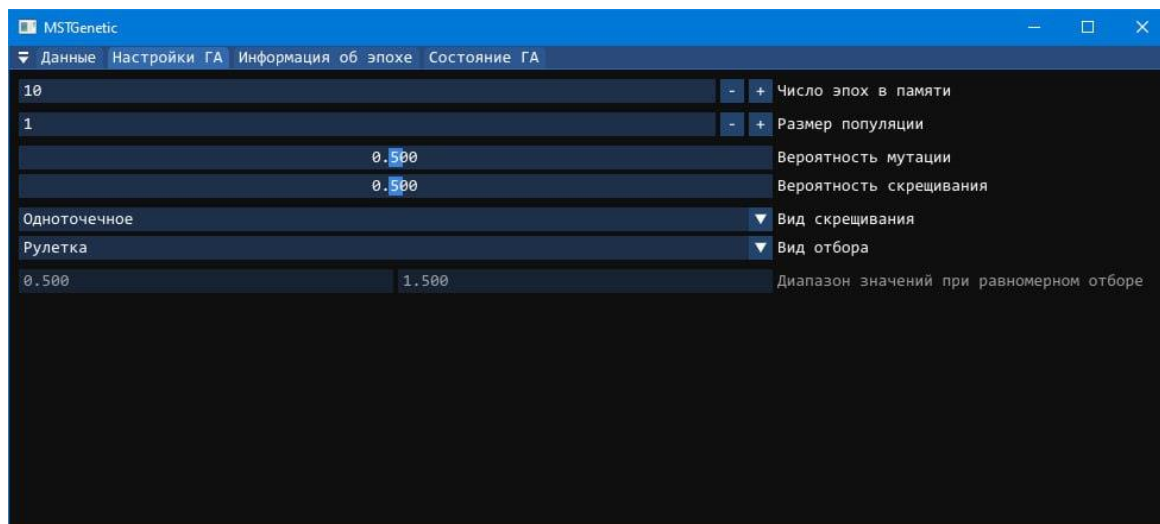 MSTGenetic
Данные Настройки ГА Информация об эпохе Состояние ГА
10 - + Число эпох в памяти
1 - + Размер популяции
0.500 Вероятность мутации
0.500 Вероятность скрещивания
Одноточечное Вид скрещивания
Рулетка Вид отбора
0.500 1.500 Диапазон значений при равномерном отборе